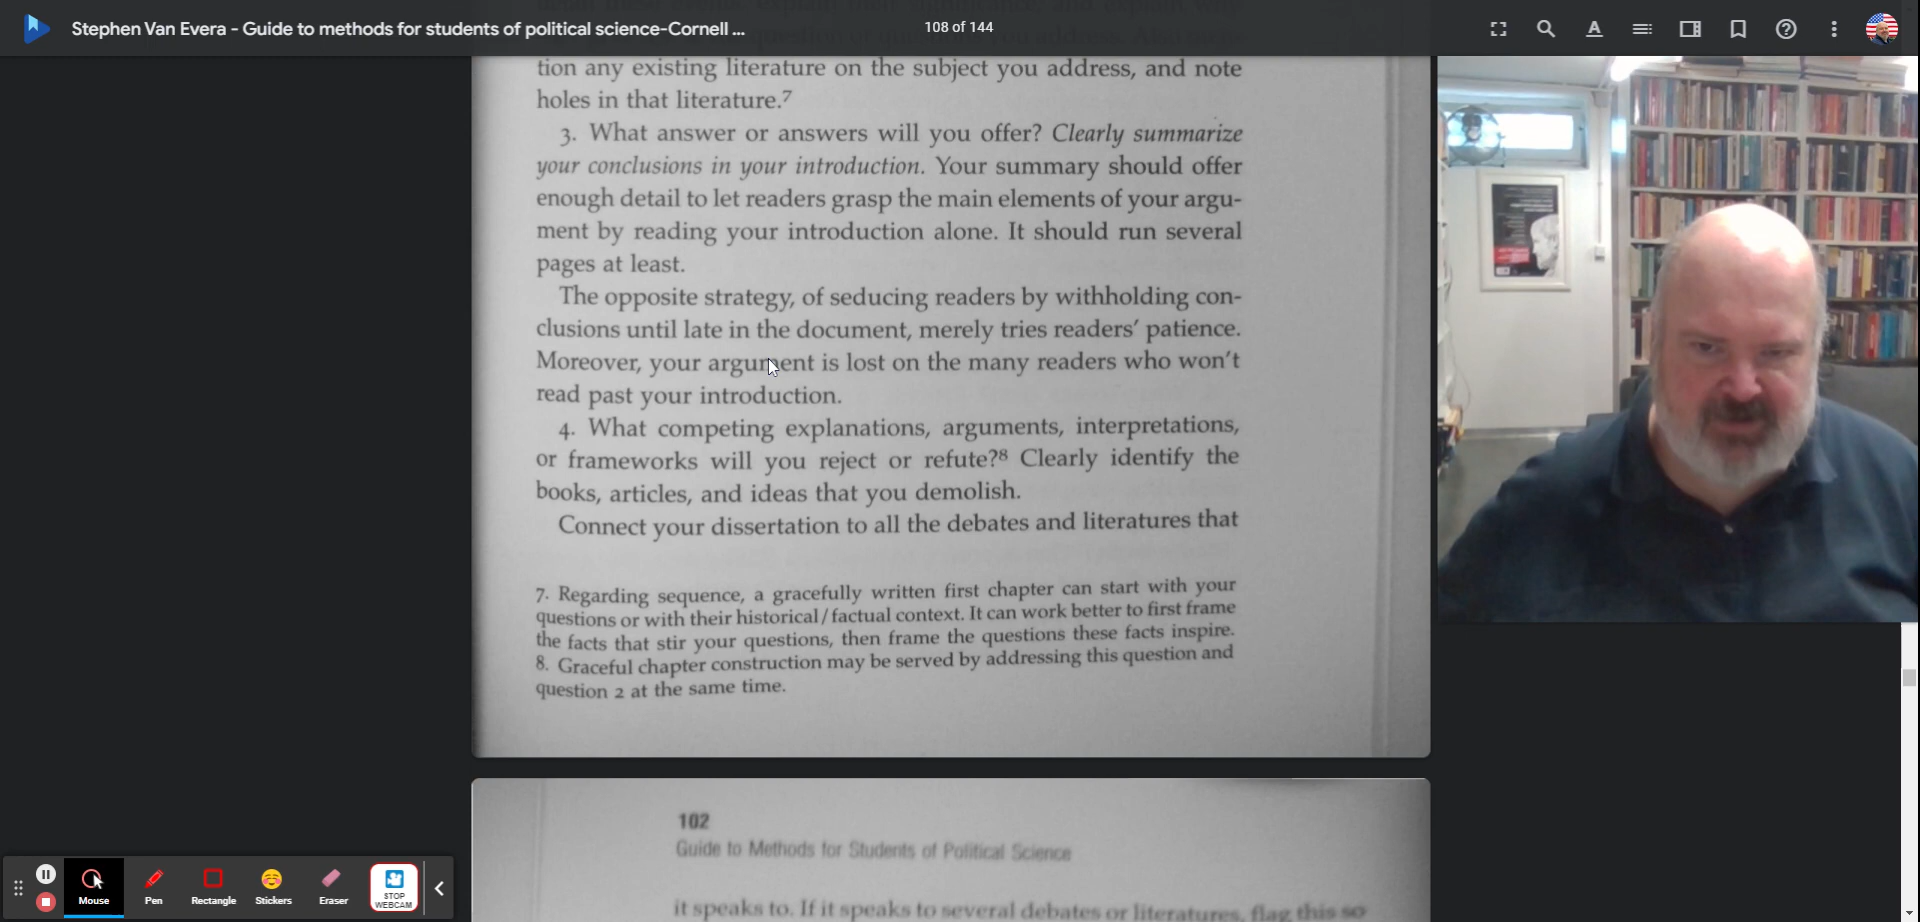 Stephen Van Evera - Guide to methods for students of political science-Cornell ...
108 of 144
tion any existing literature on the subject you address, and note
holes in that literature.7
3. What answer or answers will you offer? Clearly summarize
your conclusions in your introduction. Your summary should offer
enough detail to let readers grasp the main elements of your argu-
ment by reading your introduction alone. It should run several
pages at least.
The opposite strategy, of seducing readers by withholding con-
clusions until late in the document, merely tries readers' patience.
Moreover, your argument is lost on the many readers who won't
read past your introduction.
4. What competing explanations, arguments, interpretations,
or frameworks will you reject or refute?8 Clearly identify the
books, articles, and ideas that you demolish.
Connect your dissertation to all the debates and literatures that
7. Regarding sequence, a gracefully written first chapter can start with your
questions or with their historical/factual context. It can work better to first frame
the facts that stir your questions, then frame the questions these facts inspire.
8. Graceful chapter construction may be served by addressing this question and
question 2 at the same time.
102
Guide to Methods for Students of Political Science
it speaks to. If it speaks to several debates or literatures, flag this so
Mouse
Pen
Rectangle
Stickers
Eraser
STOP
WEBCAM